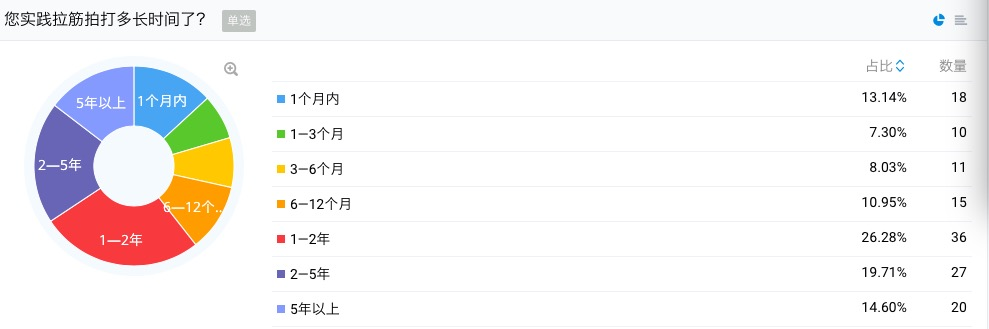 您实践拉筋拍打多长时间了? 单选
占比 数量
5年以上 1个月内
2—5年
6—12个...
1—2年
1个月内 13.14% 18
1—3个月 7.30% 10
3—6个月 8.03% 11
6—12个月 10.95% 15
1—2年 26.28% 36
2—5年 19.71% 27
5年以上 14.60% 20